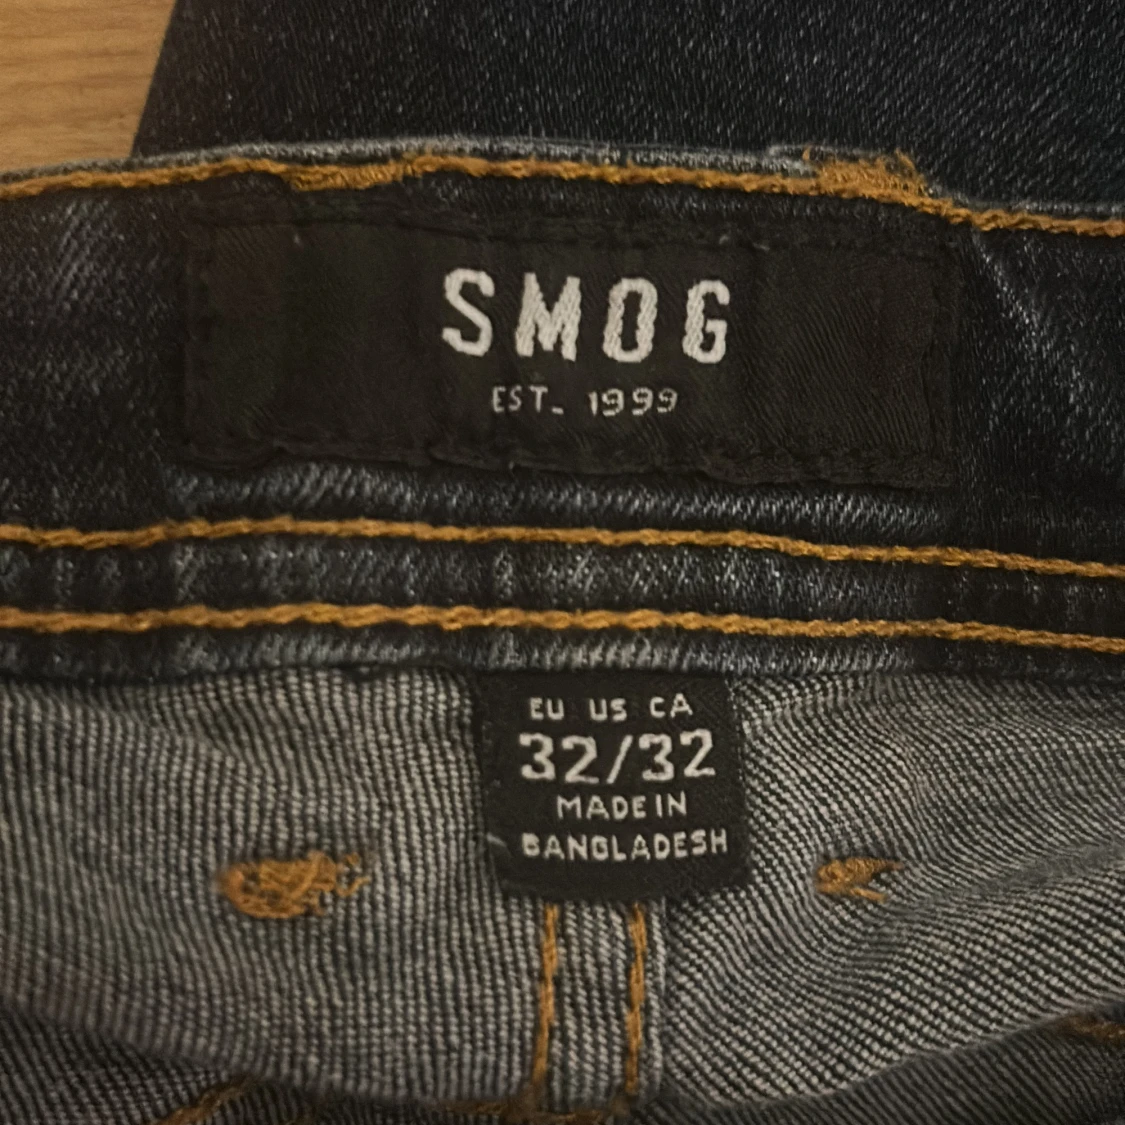 SMOG
EST. 1999
EU US CA
32/32
MADE IN
BANGLADESH